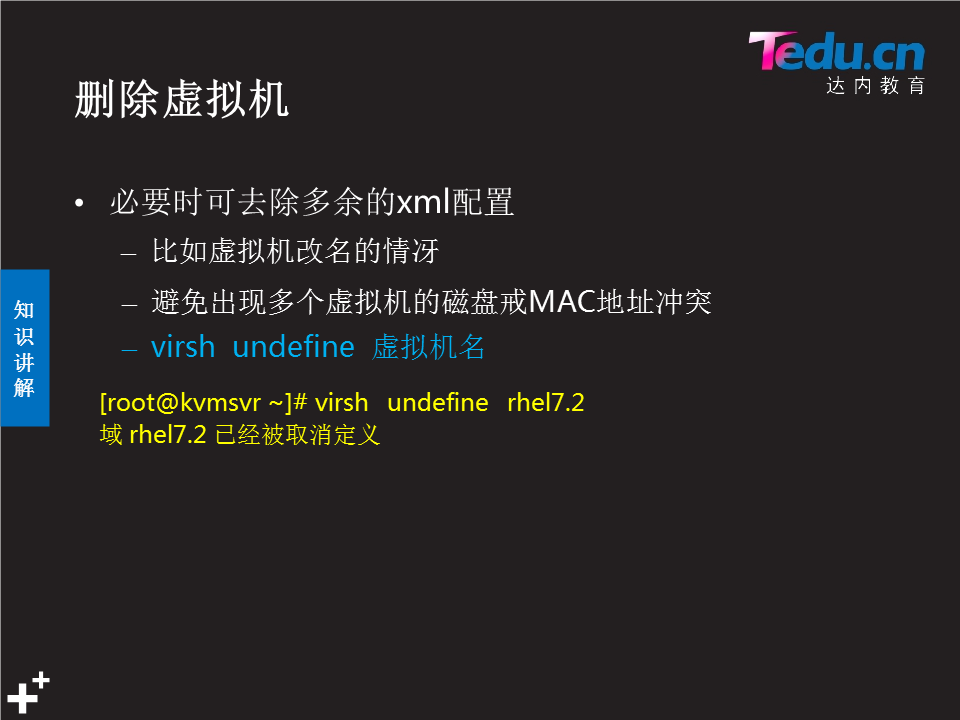 Tedu.cn
达内教育
删除虚拟机
• 必要时可去除多余的xml配置
– 比如虚拟机改名的情冴
– 避免出现多个虚拟机的磁盘戒MAC地址冲突
– virsh undefine 虚拟机名
知识讲解
[root@kvmsvr ~]# virsh undefine rhel7.2
域 rhel7.2 已经被取消定义